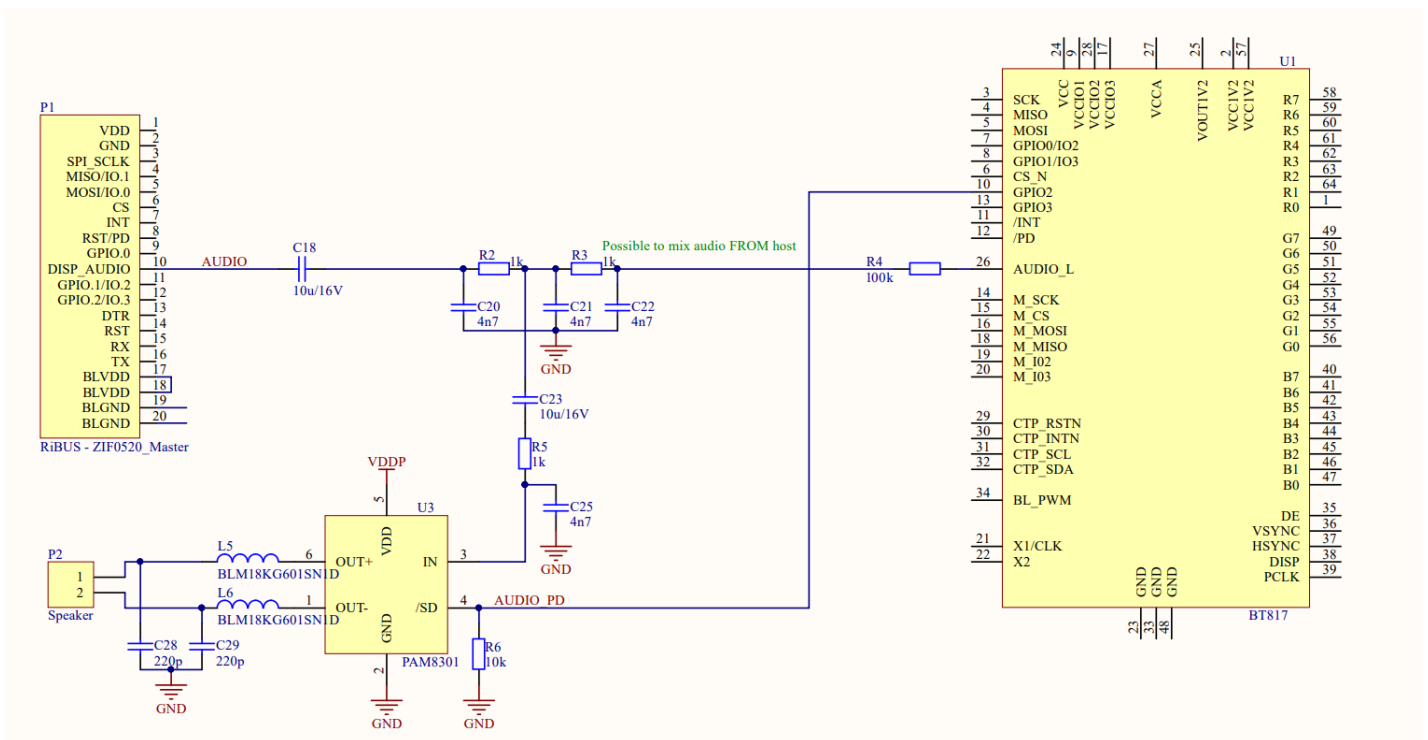 P1
VDD 1
GND 2
SPI_SCLK 3
MISO/IO.1 4
MOSI/IO.0 5
CS 6
INT 7
RST/PD 8
GPIO.0 9
DISP_AUDIO 10
GPIO.1/IO.2 11
GPIO.2/IO.3 12
DTR 13
RST 14
RX 15
TX 16
BLVDD 17
BLVDD 18
BLGND 19
BLGND 20
RiBUS - ZIF0520_Master
AUDIO
C18
10u/16V
R2
1k
R3
1k
Possible to mix audio FROM host
R4
100k
C20
4n7
C21
4n7
C22
4n7
GND
C23
10u/16V
R5
1k
C25
4n7
GND
VDDP
5
U3
VDD
OUT+
OUT-
IN
/SD
GND
6
1
3
4
2
PAM8301
GND
AUDIO_PD
R6
10k
GND
P2
1
2
Speaker
L5
BLM18KG601SN1D
L6
BLM18KG601SN1D
C28
220p
C29
220p
GND
U1
24 VCC
9 VCCIO1
28 VCCIO2
17 VCCIO3
27 VCCA
25 VOUT1V2
2 VCC1V2
57 VCC1V2
3 SCK
4 MISO
5 MOSI
7 GPIO0/IO2
8 GPIO1/IO3
6 CS_N
10 GPIO2
13 GPIO3
11 /INT
12 /PD
26 AUDIO_L
14 M_SCK
15 M_CS
16 M_MOSI
18 M_MISO
19 M_I02
20 M_I03
29 CTP_RSTN
30 CTP_INTN
31 CTP_SCL
32 CTP_SDA
34 BL_PWM
21 X1/CLK
22 X2
R7 58
R6 59
R5 60
R4 61
R3 62
R2 63
R1 64
R0 1
G7 49
G6 50
G5 51
G4 52
G3 53
G2 54
G1 55
G0 56
B7 40
B6 41
B5 42
B4 43
B3 44
B2 45
B1 46
B0 47
DE 35
VSYNC 36
HSYNC 37
DISP 38
PCLK 39
GND 23
GND 33
GND 48
BT817